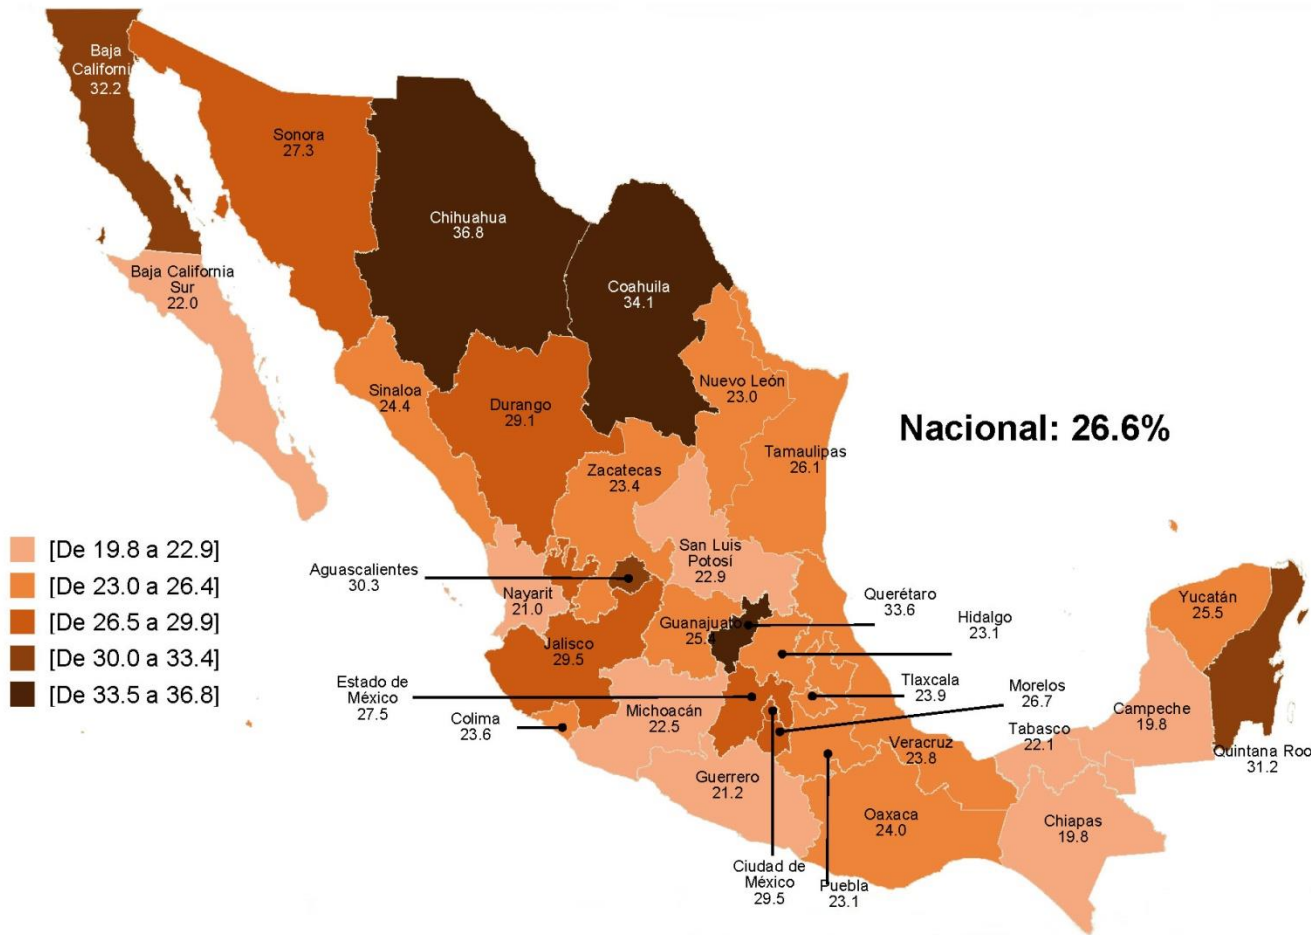 Baja
Californi
32.2
Sonora
27.3
Chihuahua
36.8
Coahuila
34.1
Baja California
Sur
22.0
Sinaloa
24.4
Durango
29.1
Nuevo León
23.0
Nacional: 26.6%
Tamaulipas
26.1
Zacatecas
23.4
[De 19.8 a 22.9]
[De 23.0 a 26.4]
[De 26.5 a 29.9]
[De 30.0 a 33.4]
[De 33.5 a 36.8]
Aguascalientes
30.3
San Luis
Potosí
22.9
Nayarit
21.0
Querétaro
33.6
Hidalgo
23.1
Yucatán
25.5
Guanajuato
25.4
Jalisco
29.5
Estado de
México
27.5
Tlaxcala
23.9
Morelos
26.7
Campeche
19.8
Colima
23.6
Michoacán
22.5
Tabasco
22.1
Veracruz
23.8
Quintana Roo
31.2
Guerrero
21.2
Oaxaca
24.0
Chiapas
19.8
Ciudad de
México
29.5
Puebla
23.1